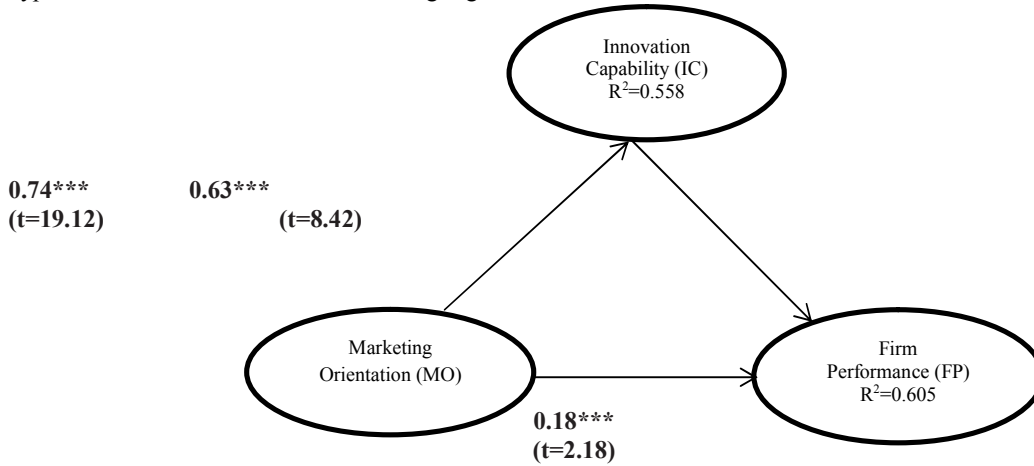 Innovation
Capability (IC)
R²=0.558
0.74*** 0.63***
(t=19.12) (t=8.42)
Marketing
Orientation (MO)
Firm
Performance (FP)
R²=0.605
0.18***
(t=2.18)